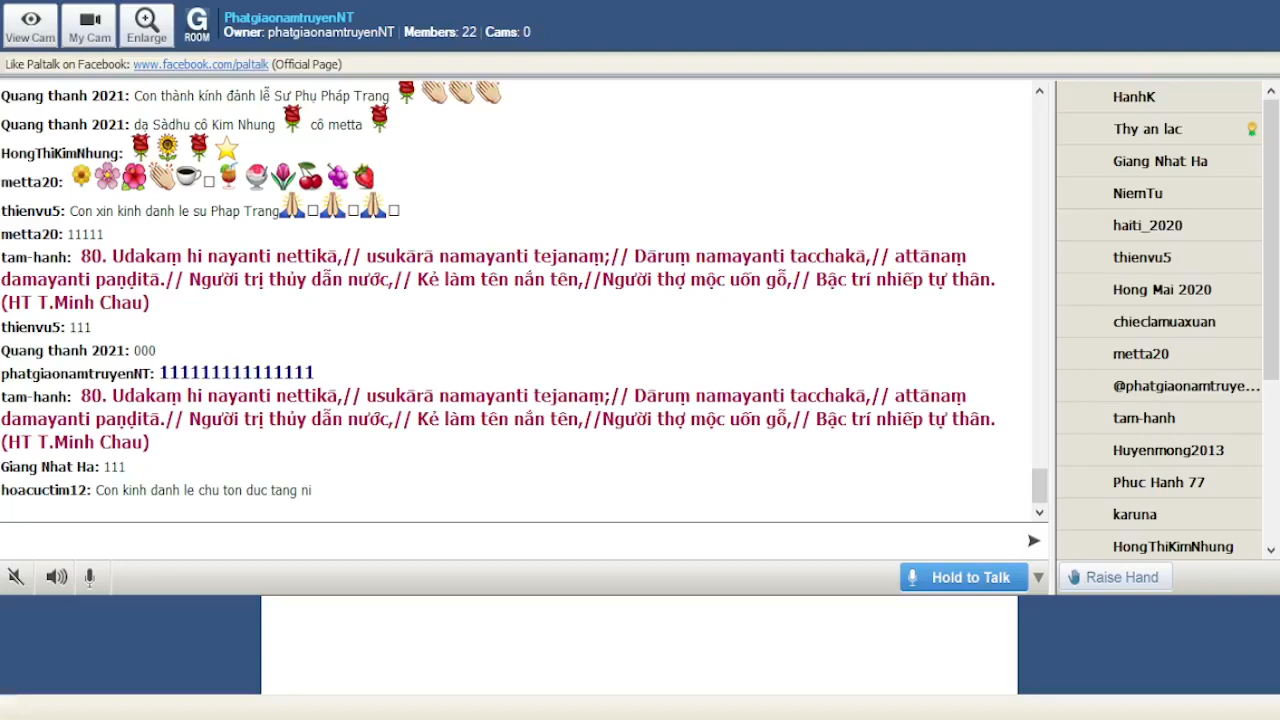 View Cam
My Cam
Enlarge
G
ROOM
PhatgiaonamtruyenNT
Owner: phatgiaonamtruyenNT | Members: 22 | Cams: 0
Like Paltalk on Facebook: www.facebook.com/paltalk (Official Page)
Quang thanh 2021: Con thành kính đảnh lễ Sư Phụ Pháp Trang
Quang thanh 2021: dạ Sàdhu cô Kim Nhung cô metta
HongThiKimNhung:
metta20:
thienvu5: Con xin kinh danh le su Phap Trang
metta20: 11111
tam-hanh: 80. Udakaṃ hi nayanti nettikā,// usukārā namayanti tejanaṃ;// Dāruṃ namayanti tacchakā,// attānaṃ
damayanti paṇḍitā.// Người trị thủy dẫn nước,// Kẻ làm tên nắn tên,//Người thợ mộc uốn gỗ,// Bậc trí nhiếp tự thân.
(HT T.Minh Chau)
thienvu5: 111
Quang thanh 2021: 000
phatgiaonamtruyenNT: 111111111111111
tam-hanh: 80. Udakaṃ hi nayanti nettikā,// usukārā namayanti tejanaṃ;// Dāruṃ namayanti tacchakā,// attānaṃ
damayanti paṇḍitā.// Người trị thủy dẫn nước,// Kẻ làm tên nắn tên,//Người thợ mộc uốn gỗ,// Bậc trí nhiếp tự thân.
(HT T.Minh Chau)
Giang Nhat Ha: 111
hoacuctim12: Con kinh danh le chu ton duc tang ni
Hold to Talk
HanhK
Thy an lac
Giang Nhat Ha
NiemTu
haiti_2020
thienvu5
Hong Mai 2020
chieclamuaxuan
metta20
@phatgiaonamtruye...
tam-hanh
Huyenmong2013
Phuc Hanh 77
karuna
HongThiKimNhung
Raise Hand